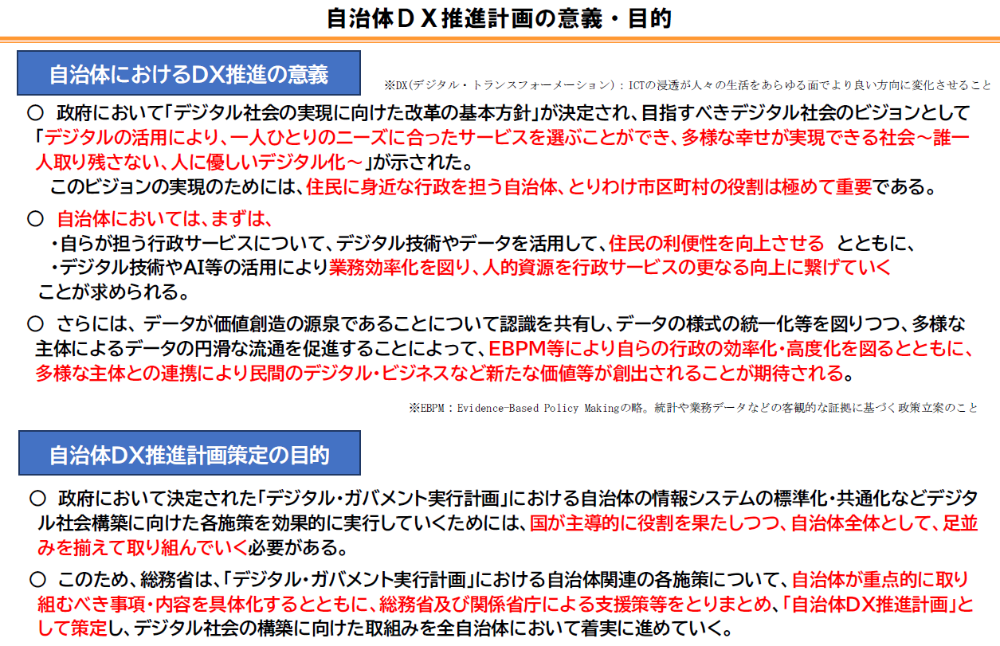 自治体ＤＸ推進計画の意義・目的
自治体におけるDX推進の意義
※DX(デジタル・トランスフォーメーション)：ICTの浸透が人々の生活をあらゆる面でより良い方向に変化させること
○ 政府において「デジタル社会の実現に向けた改革の基本方針」が決定され、目指すべきデジタル社会のビジョンとして
「デジタルの活用により、一人ひとりのニーズに合ったサービスを選ぶことができ、多様な幸せが実現できる社会～誰一
人取り残さない、人に優しいデジタル化～」が示された。
このビジョンの実現のためには、住民に身近な行政を担う自治体、とりわけ市区町村の役割は極めて重要である。
○ 自治体においては、まずは、
・自らが担う行政サービスについて、デジタル技術やデータを活用して、住民の利便性を向上させる とともに、
・デジタル技術やAI等の活用により業務効率化を図り、人的資源を行政サービスの更なる向上に繋げていく
ことが求められる。
○ さらには、データが価値創造の源泉であることについて認識を共有し、データの様式の統一化等を図りつつ、多様な
主体によるデータの円滑な流通を促進することによって、EBPM等により自らの行政の効率化・高度化を図るとともに、
多様な主体との連携により民間のデジタル・ビジネスなど新たな価値等が創出されることが期待される。
※EBPM：Evidence-Based Policy Makingの略。統計や業務データなどの客観的な証拠に基づく政策立案のこと
自治体DX推進計画策定の目的
○ 政府において決定された「デジタル・ガバメント実行計画」における自治体の情報システムの標準化・共通化などデジタ
ル社会構築に向けた各施策を効果的に実行していくためには、国が主導的に役割を果たしつつ、自治体全体として、足並
みを揃えて取り組んでいく必要がある。
○ このため、総務省は、「デジタル・ガバメント実行計画」における自治体関連の各施策について、自治体が重点的に取り
組むべき事項・内容を具体化するとともに、総務省及び関係省庁による支援策等をとりまとめ、「自治体DX推進計画」と
して策定し、デジタル社会の構築に向けた取組みを全自治体において着実に進めていく。